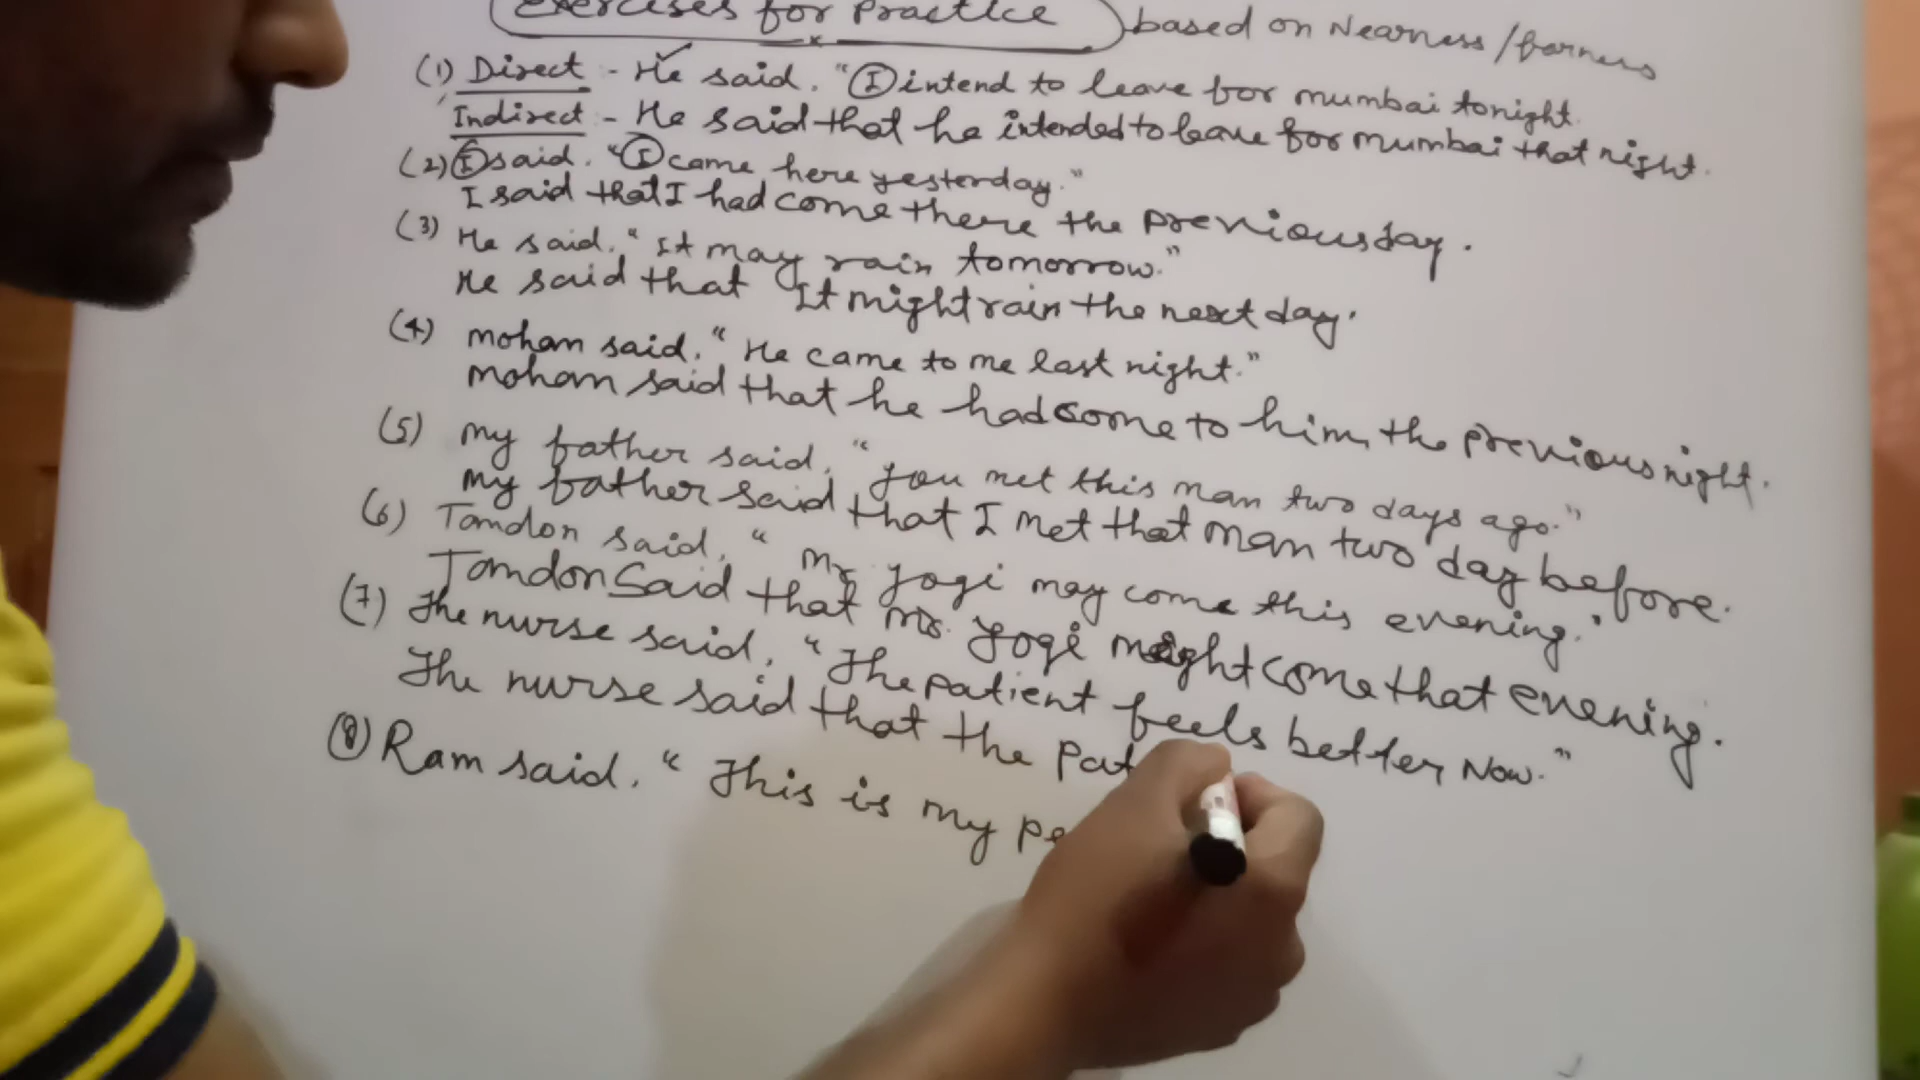 exercises for Practice based on Nearness/farness
(1) Direct - He said. "I intend to leave for mumbai tonight.
Indirect - He said that he intended to leave for mumbai that night.
(2) I said. "I came here yesterday."
I said that I had come there the previous day.
(3) He said. "It may rain tomorrow."
He said that It might rain the next day.
(4) mohan said. "He came to me last night."
mohan said that he had come to him, the previous night.
(5) my father said. "you met this man two days ago."
my father said that I met that man two day before.
(6) Tandon said. "Mr yogi may come this evening."
Tandon Said that Mr. yogi might come that evening.
(7) The nurse said. "The patient feels better Now."
The nurse said that the Pat
(8) Ram said. "This is my pe